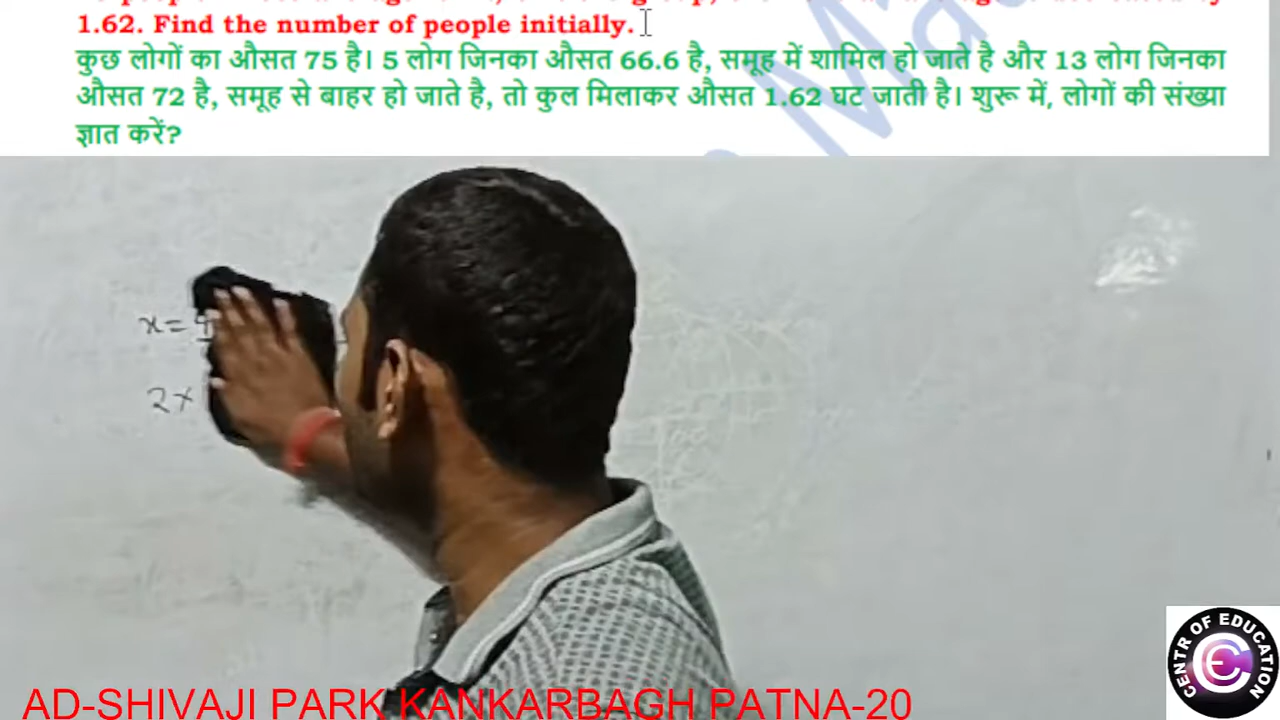 1.62. Find the number of people initially.
कुछ लोगों का औसत 75 है। 5 लोग जिनका औसत 66.6 है, समूह में शामिल हो जाते है और 13 लोग जिनका
औसत 72 है, समूह से बाहर हो जाते है, तो कुल मिलाकर औसत 1.62 घट जाती है। शुरू में, लोगों की संख्या
ज्ञात करें?
x =
2x
CENTR OF EDUCATION
AD-SHIVAJI PARK KANKARBAGH PATNA-20